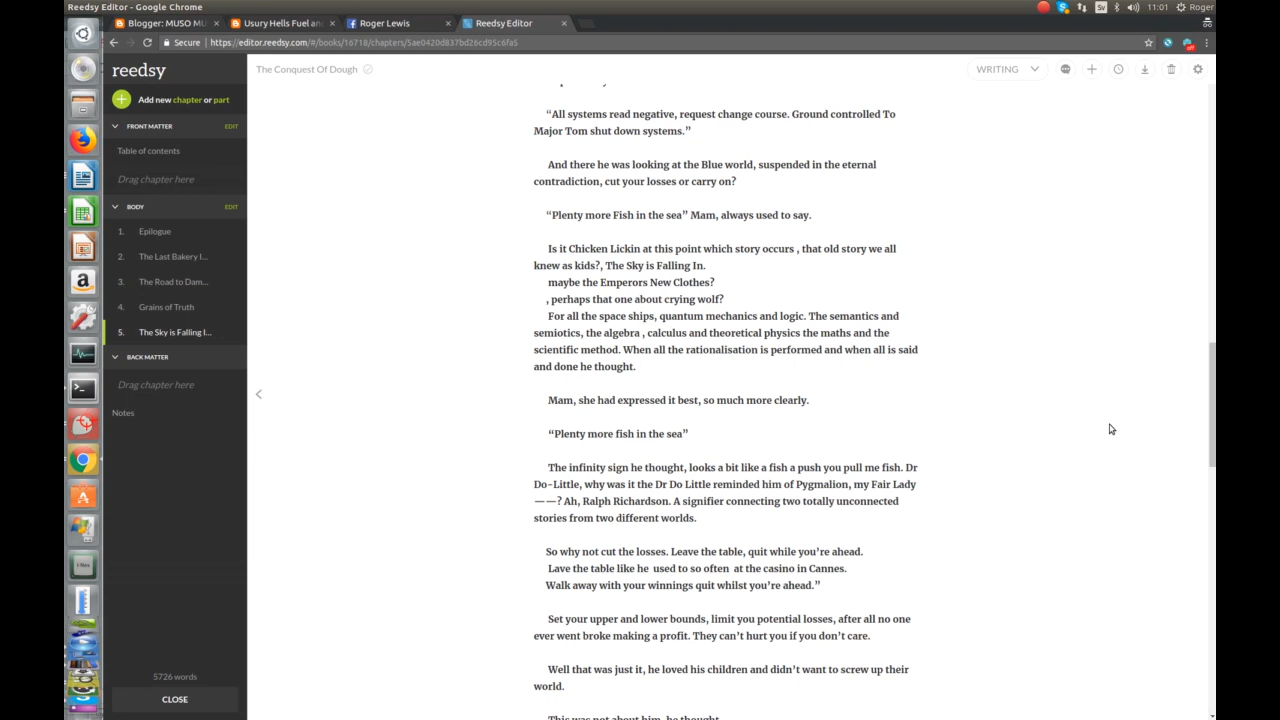 Reedsy Editor - Google Chrome
Sv
11:01
Roger
Blogger: MUSO MU
Usury Hells Fuel and
Roger Lewis
Reedsy Editor
Secure
https://editor.reedsy.com/#/books/16718/chapters/5ae0420d837bd26cd95c6fa5
off
reedsy
The Conquest Of Dough
WRITING
Add new chapter or part
FRONT MATTER
EDIT
Table of contents
Drag chapter here
BODY
EDIT
1. Epilogue
2. The Last Bakery I...
3. The Road to Dam...
4. Grains of Truth
5. The Sky is Falling I...
BACK MATTER
Drag chapter here
Notes
5726 words
CLOSE
“All systems read negative, request change course. Ground controlled To
Major Tom shut down systems.”
And there he was looking at the Blue world, suspended in the eternal
contradiction, cut your losses or carry on?
“Plenty more Fish in the sea” Mam, always used to say.
Is it Chicken Lickin at this point which story occurs , that old story we all
knew as kids?, The Sky is Falling In.
maybe the Emperors New Clothes?
, perhaps that one about crying wolf?
For all the space ships, quantum mechanics and logic. The semantics and
semiotics, the algebra , calculus and theoretical physics the maths and the
scientific method. When all the rationalisation is performed and when all is said
and done he thought.
Mam, she had expressed it best, so much more clearly.
“Plenty more fish in the sea”
The infinity sign he thought, looks a bit like a fish a push you pull me fish. Dr
Do-Little, why was it the Dr Do Little reminded him of Pygmalion, my Fair Lady
——? Ah, Ralph Richardson. A signifier connecting two totally unconnected
stories from two different worlds.
So why not cut the losses. Leave the table, quit while you’re ahead.
Lave the table like he used to so often at the casino in Cannes.
Walk away with your winnings quit whilst you’re ahead.”
Set your upper and lower bounds, limit you potential losses, after all no one
ever went broke making a profit. They can’t hurt you if you don’t care.
Well that was just it, he loved his children and didn’t want to screw up their
world.
This was not about him, he thought